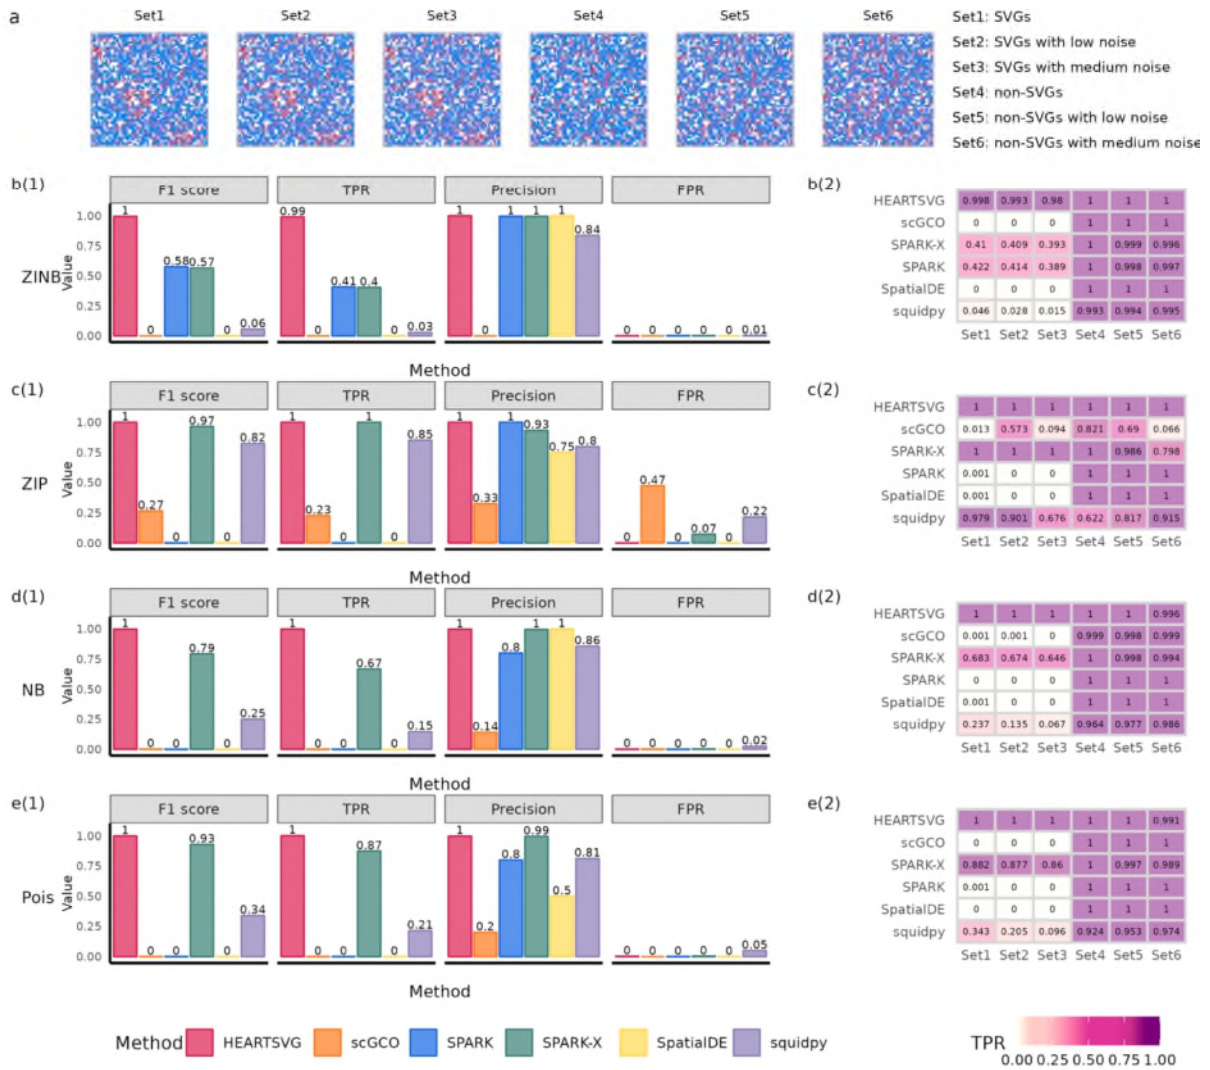 a
Set1 Set2 Set3 Set4 Set5 Set6
Set1: SVGs
Set2: SVGs with low noise
Set3: SVGs with medium noise
Set4: non-SVGs
Set5: non-SVGs with low noise
Set6: non-SVGs with medium noise
b(1)
F1 score TPR Precision FPR
ZINB
Value
1.00
0.75
0.50
0.25
0.00
1 0 0.58 0.57 0 0.06
0.99 0 0.41 0.4 0 0.03
1 0 1 1 1 0.84
0 0 0 0 0 0.01
Method
b(2)
HEARTSVG 0.998 0.993 0.98 1 1 1
scGCO 0 0 0 1 1 1
SPARK-X 0.41 0.409 0.393 1 0.999 0.996
SPARK 0.422 0.414 0.389 1 0.998 0.997
SpatialDE 0 0 0 1 1 1
squidpy 0.046 0.028 0.015 0.993 0.994 0.995
Set1 Set2 Set3 Set4 Set5 Set6
c(1)
F1 score TPR Precision FPR
ZIP
Value
1.00
0.75
0.50
0.25
0.00
1 0.27 0 0.97 0 0.82
1 0.23 0 1 0 0.85
1 0.33 1 0.93 0.75 0.8
0 0.47 0 0.07 0 0.22
Method
c(2)
HEARTSVG 1 1 1 1 1 1
scGCO 0.013 0.573 0.094 0.821 0.69 0.066
SPARK-X 1 1 1 1 0.986 0.798
SPARK 0.001 0 0 1 1 1
SpatialDE 0.001 0 0 1 1 1
squidpy 0.979 0.901 0.676 0.622 0.817 0.915
Set1 Set2 Set3 Set4 Set5 Set6
d(1)
F1 score TPR Precision FPR
NB
Value
1.00
0.75
0.50
0.25
0.00
1 0 0 0.79 0 0.25
1 0 0 0.67 0 0.15
1 0.14 0.8 1 1 0.86
0 0 0 0 0 0.02
Method
d(2)
HEARTSVG 1 1 1 1 1 0.996
scGCO 0.001 0.001 0 0.999 0.998 0.999
SPARK-X 0.683 0.674 0.646 1 0.998 0.994
SPARK 0 0 0 1 1 1
SpatialDE 0.001 0 0 1 1 1
squidpy 0.237 0.135 0.067 0.964 0.977 0.986
Set1 Set2 Set3 Set4 Set5 Set6
e(1)
F1 score TPR Precision FPR
Pois
Value
1.00
0.75
0.50
0.25
0.00
1 0 0 0.93 0 0.34
1 0 0 0.87 0 0.21
1 0.2 0.8 0.99 0.5 0.81
0 0 0 0 0 0.05
Method
e(2)
HEARTSVG 1 1 1 1 1 0.991
scGCO 0 0 0 1 1 1
SPARK-X 0.882 0.877 0.86 1 0.997 0.989
SPARK 0.001 0 0 1 1 1
SpatialDE 0 0 0 1 1 1
squidpy 0.343 0.205 0.096 0.924 0.953 0.974
Set1 Set2 Set3 Set4 Set5 Set6
Method HEARTSVG scGCO SPARK SPARK-X SpatialDE squidpy
TPR
0.00 0.25 0.50 0.75 1.00